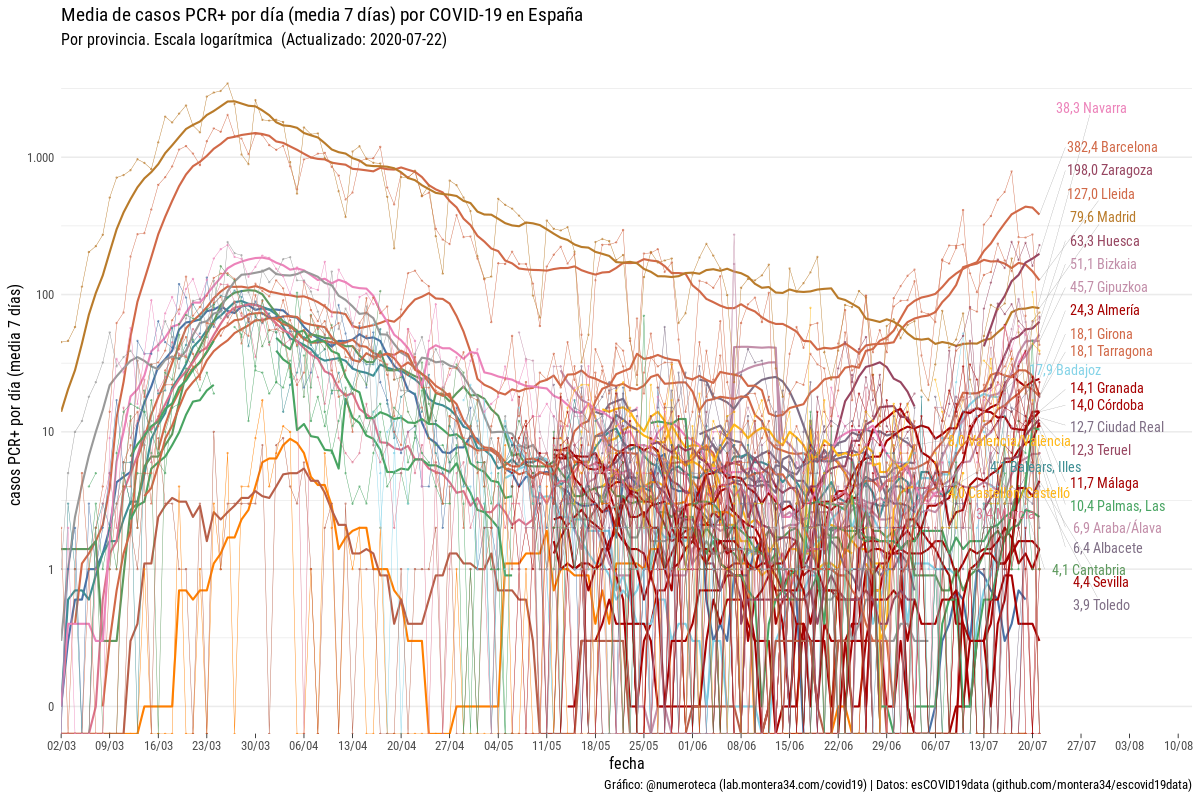 Media de casos PCR+ por día (media 7 días) por COVID-19 en España
Por provincia. Escala logarítmica (Actualizado: 2020-07-22)
casos PCR+ por día (media 7 días)
1.000
100
10
1
0
38,3 Navarra
382,4 Barcelona
198,0 Zaragoza
127,0 Lleida
79,6 Madrid
63,3 Huesca
51,1 Bizkaia
45,7 Gipuzkoa
24,3 Almería
18,1 Girona
18,1 Tarragona
7,9 Badajoz
14,1 Granada
14,0 Córdoba
12,7 Ciudad Real
València
12,3 Teruel
Balears, Illes
11,7 Málaga
10,4 Palmas, Las
6,9 Araba/Álava
6,4 Albacete
4,1 Cantabria
4,4 Sevilla
3,9 Toledo
02/03 09/03 16/03 23/03 30/03 06/04 13/04 20/04 27/04 04/05 11/05 18/05 25/05 01/06 08/06 15/06 22/06 29/06 06/07 13/07 20/07 27/07 03/08 10/08
fecha
Gráfico: @numeroteca (lab.montera34.com/covid19) | Datos: esCOVID19data (github.com/montera34/escovid19data)